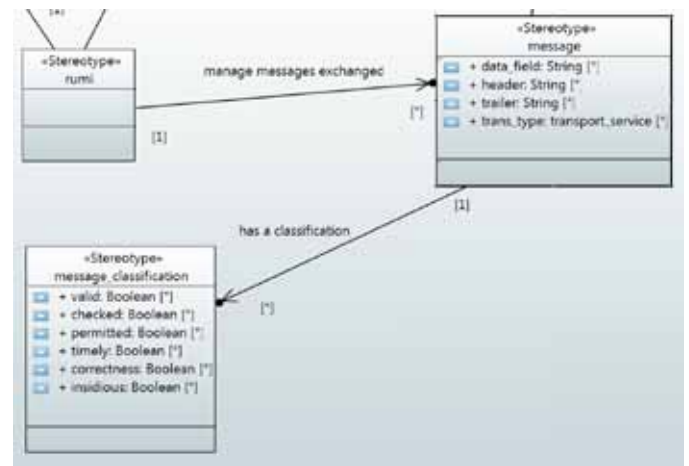 «Stereotype»
rumi
manage messages exchanged
[1]
[*]
«Stereotype»
message
+ data_field: String [*]
+ header: String [*
+ trailer: String [*]
+ trans_type: transport_service [*]
[1]
has a classification
[*]
«Stereotype»
message_classification
+ valid: Boolean [*]
+ checked: Boolean [*]
+ permitted: Boolean [*]
+ timely: Boolean [*]
+ correctness: Boolean [*]
+ insidious: Boolean [*]